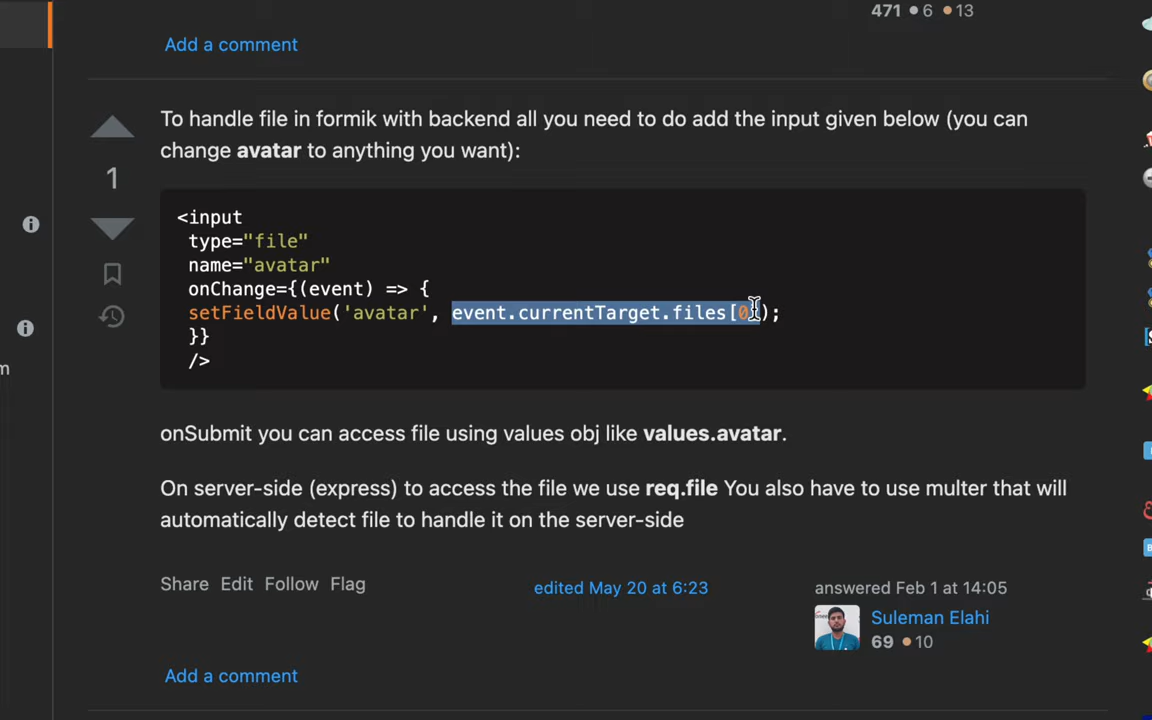 471 6 13
Add a comment
To handle file in formik with backend all you need to do add the input given below (you can
change avatar to anything you want):
1
<input
type="file"
name="avatar"
onChange={(event) => {
setFieldValue('avatar', event.currentTarget.files[0]);
}}
/>
m
onSubmit you can access file using values obj like values.avatar.
On server-side (express) to access the file we use req.file You also have to use multer that will
automatically detect file to handle it on the server-side
Share Edit Follow Flag
edited May 20 at 6:23
answered Feb 1 at 14:05
Suleman Elahi
69 10
Add a comment